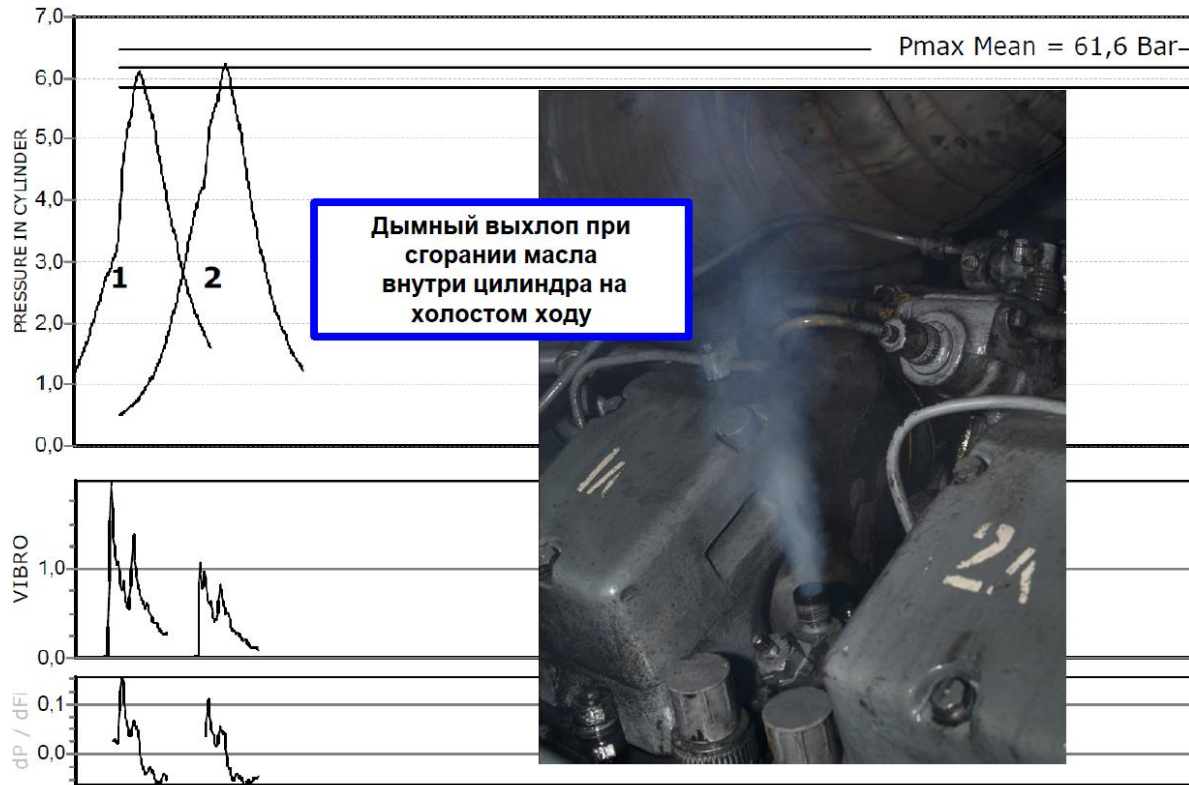 7,0
Pmax Mean = 61,6 Bar
6,0
5,0
4,0
3,0
2,0
1,0
0,0
PRESSURE IN CYLINDER
1
2
Дымный выхлоп при
сгорании масла
внутри цилиндра на
холостом ходу
VIBRO
1,0
0,0
dP / dFi
0,1
0,0